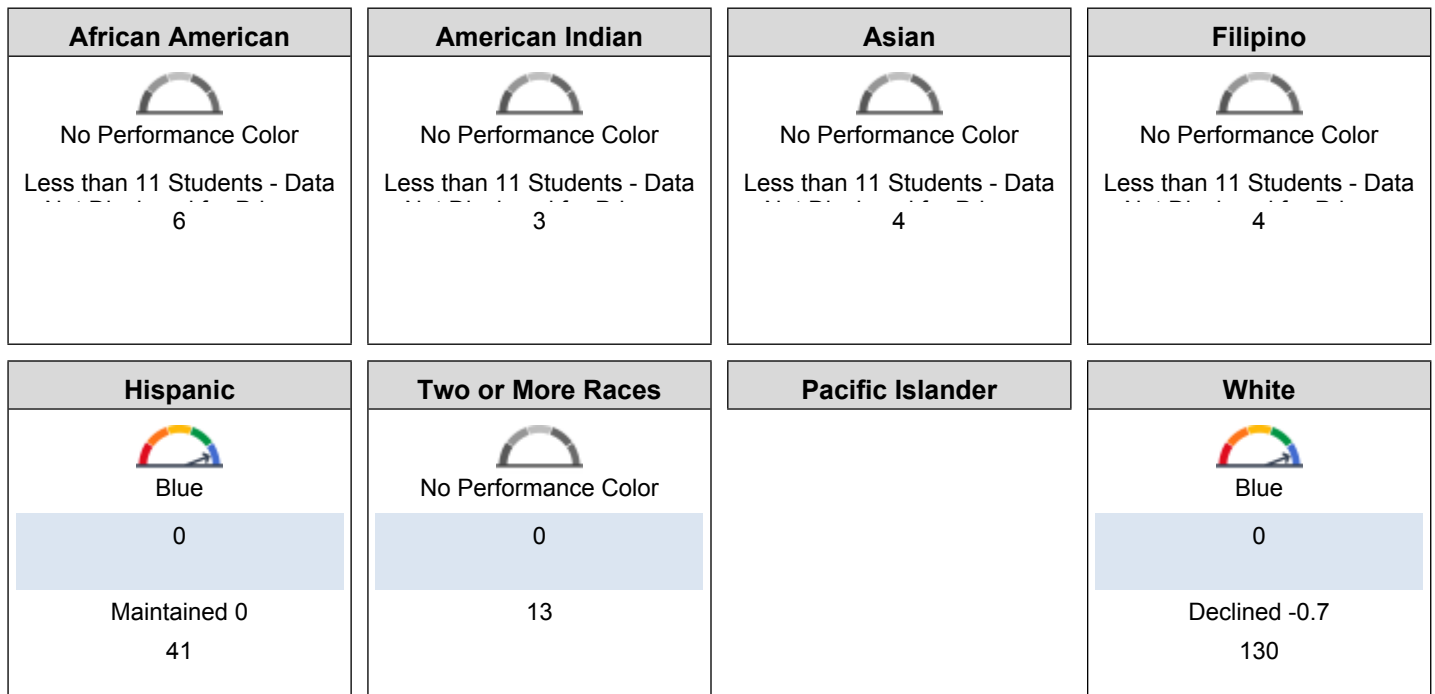 African American
No Performance Color
Less than 11 Students - Data
6
American Indian
No Performance Color
Less than 11 Students - Data
3
Asian
No Performance Color
Less than 11 Students - Data
4
Filipino
No Performance Color
Less than 11 Students - Data
4
Hispanic
Blue
0
Maintained 0
41
Two or More Races
No Performance Color
0
13
Pacific Islander
White
Blue
0
Declined -0.7
130